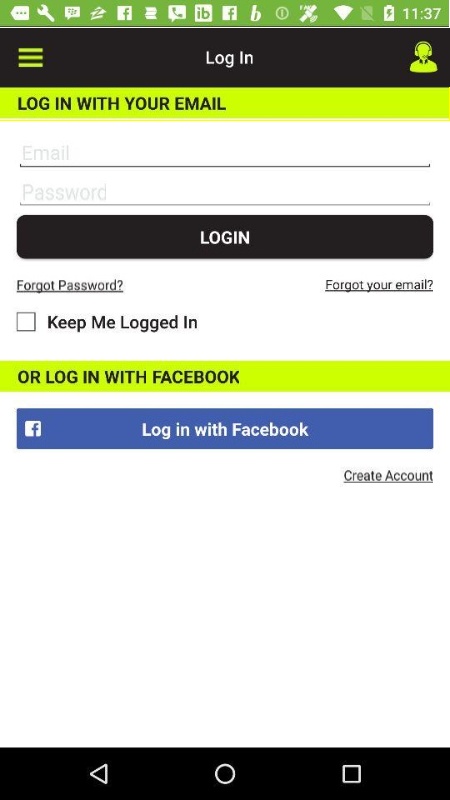 11:37
Log In
LOG IN WITH YOUR EMAIL
Email
Password
LOGIN
Forgot Password? Forgot your email?
Keep Me Logged In
OR LOG IN WITH FACEBOOK
Log in with Facebook
Create Account